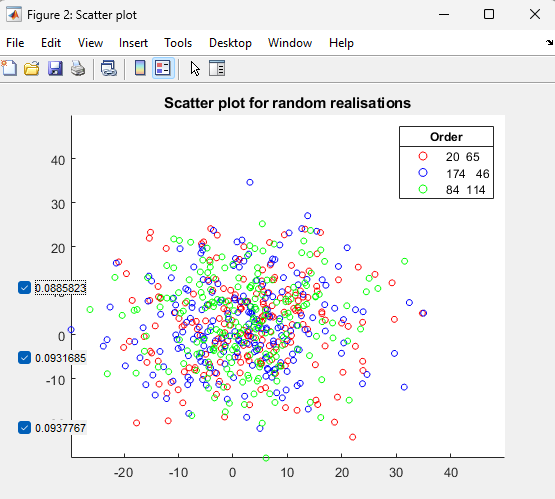 Figure 2: Scatter plot
File Edit View Insert Tools Desktop Window Help
Scatter plot for random realisations
Order
20 65
174 46
84 114
40
30
20
0.0885823
0
0.0931685
-10
0.0937767
-20 -10 0 10 20 30 40